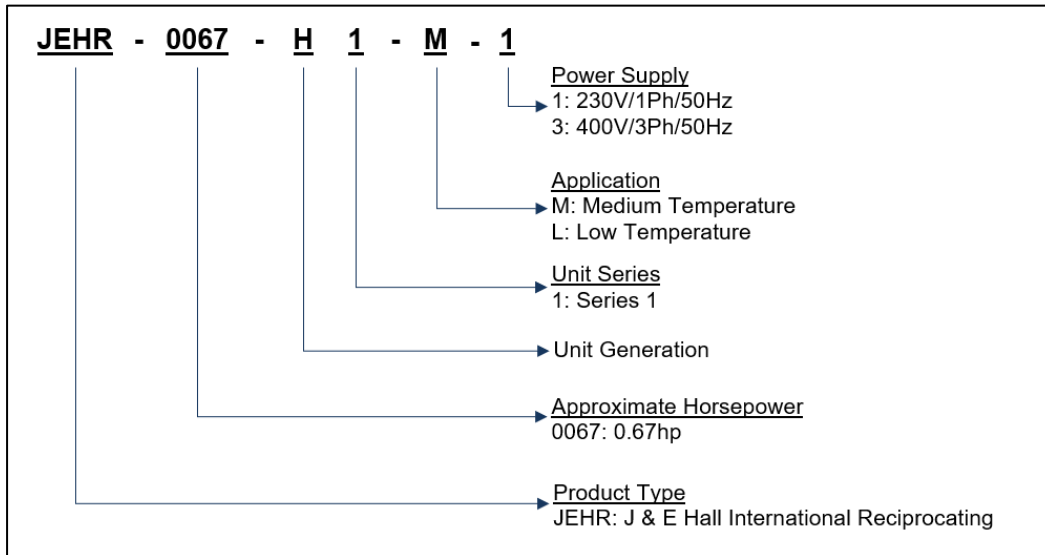 JEHR - 0067 - H 1 - M - 1
Power Supply
1: 230V/1Ph/50Hz
3: 400V/3Ph/50Hz
Application
M: Medium Temperature
L: Low Temperature
Unit Series
1: Series 1
Unit Generation
Approximate Horsepower
0067: 0.67hp
Product Type
JEHR: J & E Hall International Reciprocating